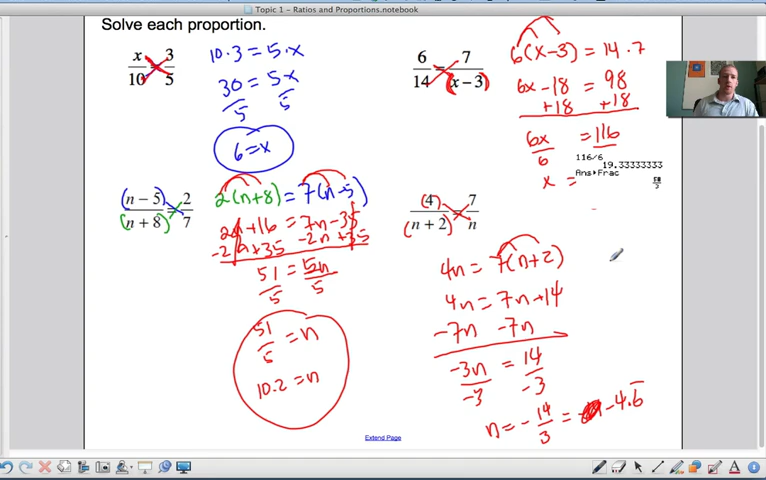 Topic 1 - Ratios and Proportions.notebook
Solve each proportion.
x/10 = 3/5
10·3 = 5·x
30 = 5x
5 5
6 = x
6/14 = 7/(x – 3)
6(x-3) = 14·7
6x - 18 = 98
+18 +18
6x = 116
6
116/6
19.33333333
Ans▸Frac
58/3
x =
(n – 5)/(n + 8) = 2/7
2(n+8) = 7(n-5)
2n+16 = 7n-35
-2n+35 -2n+35
51 = 5n
5 5
51/5 = n
10.2 = n
(4)/(n + 2) = 7/n
4n = 7(n+2)
4n = 7n+14
-7n -7n
-3n = 14
-3 -3
n = -14/3 = -4.6̅
Extend Page